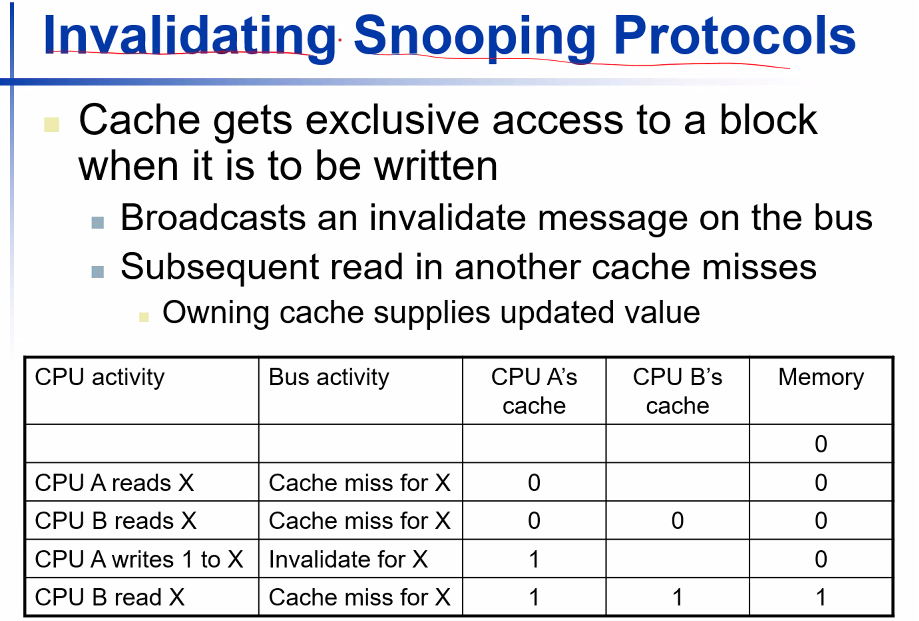 Invalidating Snooping Protocols
Cache gets exclusive access to a block
when it is to be written
Broadcasts an invalidate message on the bus
Subsequent read in another cache misses
Owning cache supplies updated value
CPU activity Bus activity CPU A’s CPU B’s Memory
cache cache
0
CPU A reads X Cache miss for X 0 0
CPU B reads X Cache miss for X 0 0 0
CPU A writes 1 to X Invalidate for X 1 0
CPU B read X Cache miss for X 1 1 1